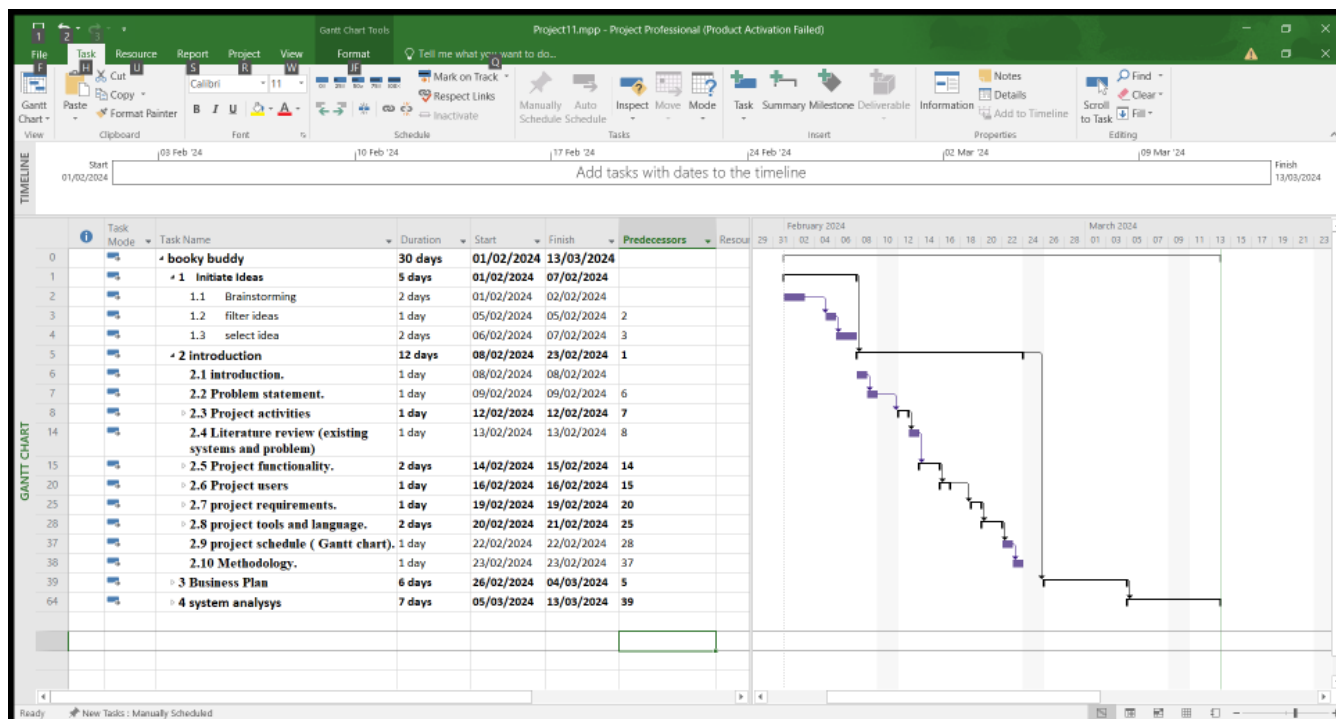 1 2 3
Gantt Chart Tools
Project11.mpp - Project Professional (Product Activation Failed)
File Task Resource Report Project View Format Tell me what you want to do...
F H U S R W JF Q
Cut
Copy
Format Painter
Paste
Gantt
Chart
Calibri 11
B I U A
Mark on Track
Respect Links
Inactivate
Manually
Schedule
Auto
Schedule
Inspect Move Mode
Task Summary Milestone Deliverable
Information
Notes
Details
Add to Timeline
Scroll
to Task
Find
Clear
Fill
View Clipboard Font Schedule Tasks Insert Properties Editing
TIMELINE
03 Feb '24 10 Feb '24 17 Feb '24 24 Feb '24 02 Mar '24 09 Mar '24
Start
01/02/2024
Add tasks with dates to the timeline
Finish
13/03/2024
GANTT CHART
Task
Mode
Task Name Duration Start Finish Predecessors Resou
February 2024 March 2024
29 31 02 04 06 08 10 12 14 16 18 20 22 24 26 28 01 03 05 07 09 11 13 15 17 19 21 23
0 booky buddy 30 days 01/02/2024 13/03/2024
1 1 Initiate Ideas 5 days 01/02/2024 07/02/2024
2 1.1 Brainstorming 2 days 01/02/2024 02/02/2024
3 1.2 filter ideas 1 day 05/02/2024 05/02/2024 2
4 1.3 select idea 2 days 06/02/2024 07/02/2024 3
5 2 introduction 12 days 08/02/2024 23/02/2024 1
6 2.1 introduction. 1 day 08/02/2024 08/02/2024
7 2.2 Problem statement. 1 day 09/02/2024 09/02/2024 6
8 2.3 Project activities 1 day 12/02/2024 12/02/2024 7
14 2.4 Literature review (existing
systems and problem) 1 day 13/02/2024 13/02/2024 8
15 2.5 Project functionality. 2 days 14/02/2024 15/02/2024 14
20 2.6 Project users 1 day 16/02/2024 16/02/2024 15
25 2.7 project requirements. 1 day 19/02/2024 19/02/2024 20
28 2.8 project tools and language. 2 days 20/02/2024 21/02/2024 25
37 2.9 project schedule ( Gantt chart). 1 day 22/02/2024 22/02/2024 28
38 2.10 Methodology. 1 day 23/02/2024 23/02/2024 37
39 3 Business Plan 6 days 26/02/2024 04/03/2024 5
64 4 system analysys 7 days 05/03/2024 13/03/2024 39
Ready New Tasks : Manually Scheduled